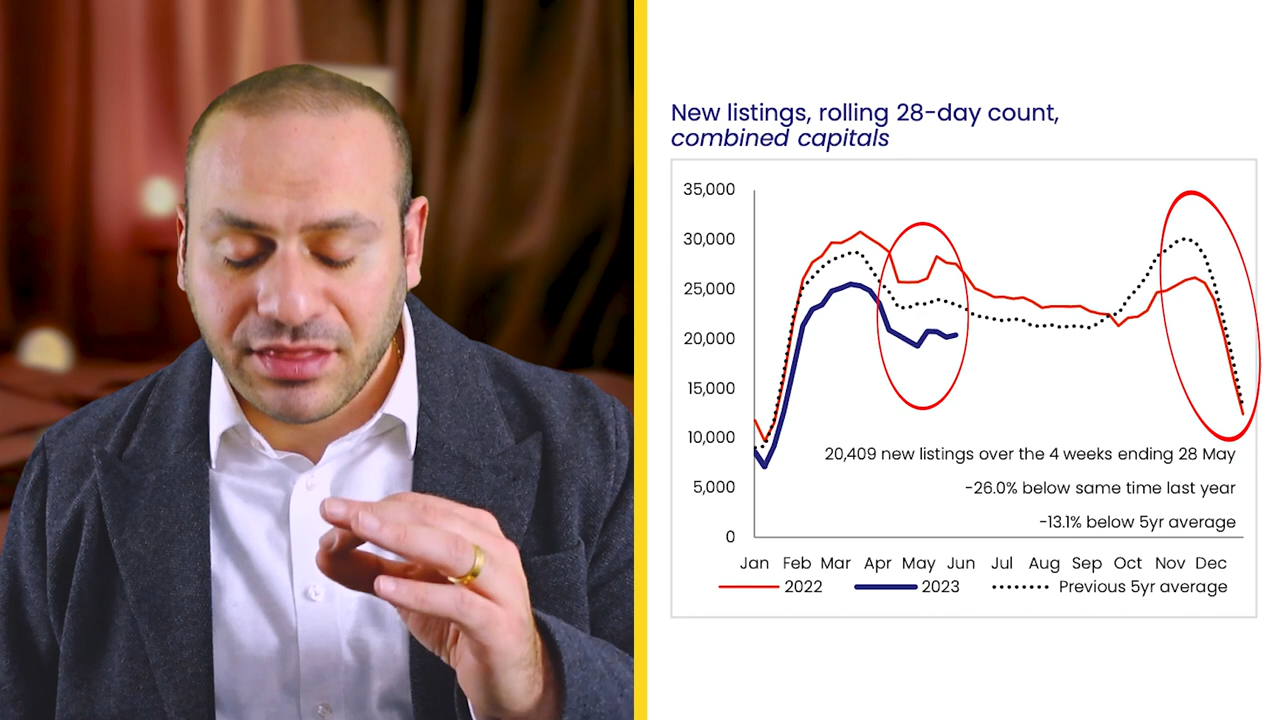 New listings, rolling 28-day count,
combined capitals
35,000
30,000
25,000
20,000
15,000
10,000
5,000
0
20,409 new listings over the 4 weeks ending 28 May
-26.0% below same time last year
-13.1% below 5yr average
Jan Feb Mar Apr May Jun Jul Aug Sep Oct Nov Dec
2022 2023 Previous 5yr average